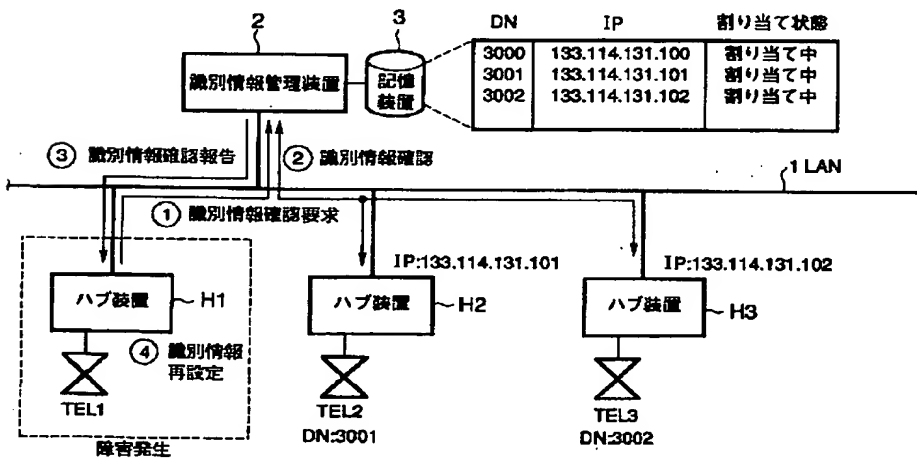 2
3
DN IP 割り当て状態
3000 133.114.131.100 割り当て中
3001 133.114.131.101 割り当て中
3002 133.114.131.102 割り当て中
識別情報管理装置
記憶
装置
③ 識別情報確認報告
② 識別情報確認
1 LAN
① 識別情報確認要求
IP:133.114.131.101
IP:133.114.131.102
ハブ装置
H1
ハブ装置
H2
ハブ装置
H3
④ 識別情報
再設定
TEL1
TEL2
TEL3
DN:3001
DN:3002
障害発生